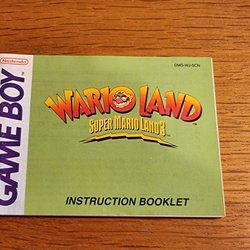 Nintendo
GAME BOY
DMG-WJ-SCN
WARIO LAND
SUPER MARIO LAND 3
INSTRUCTION BOOKLET